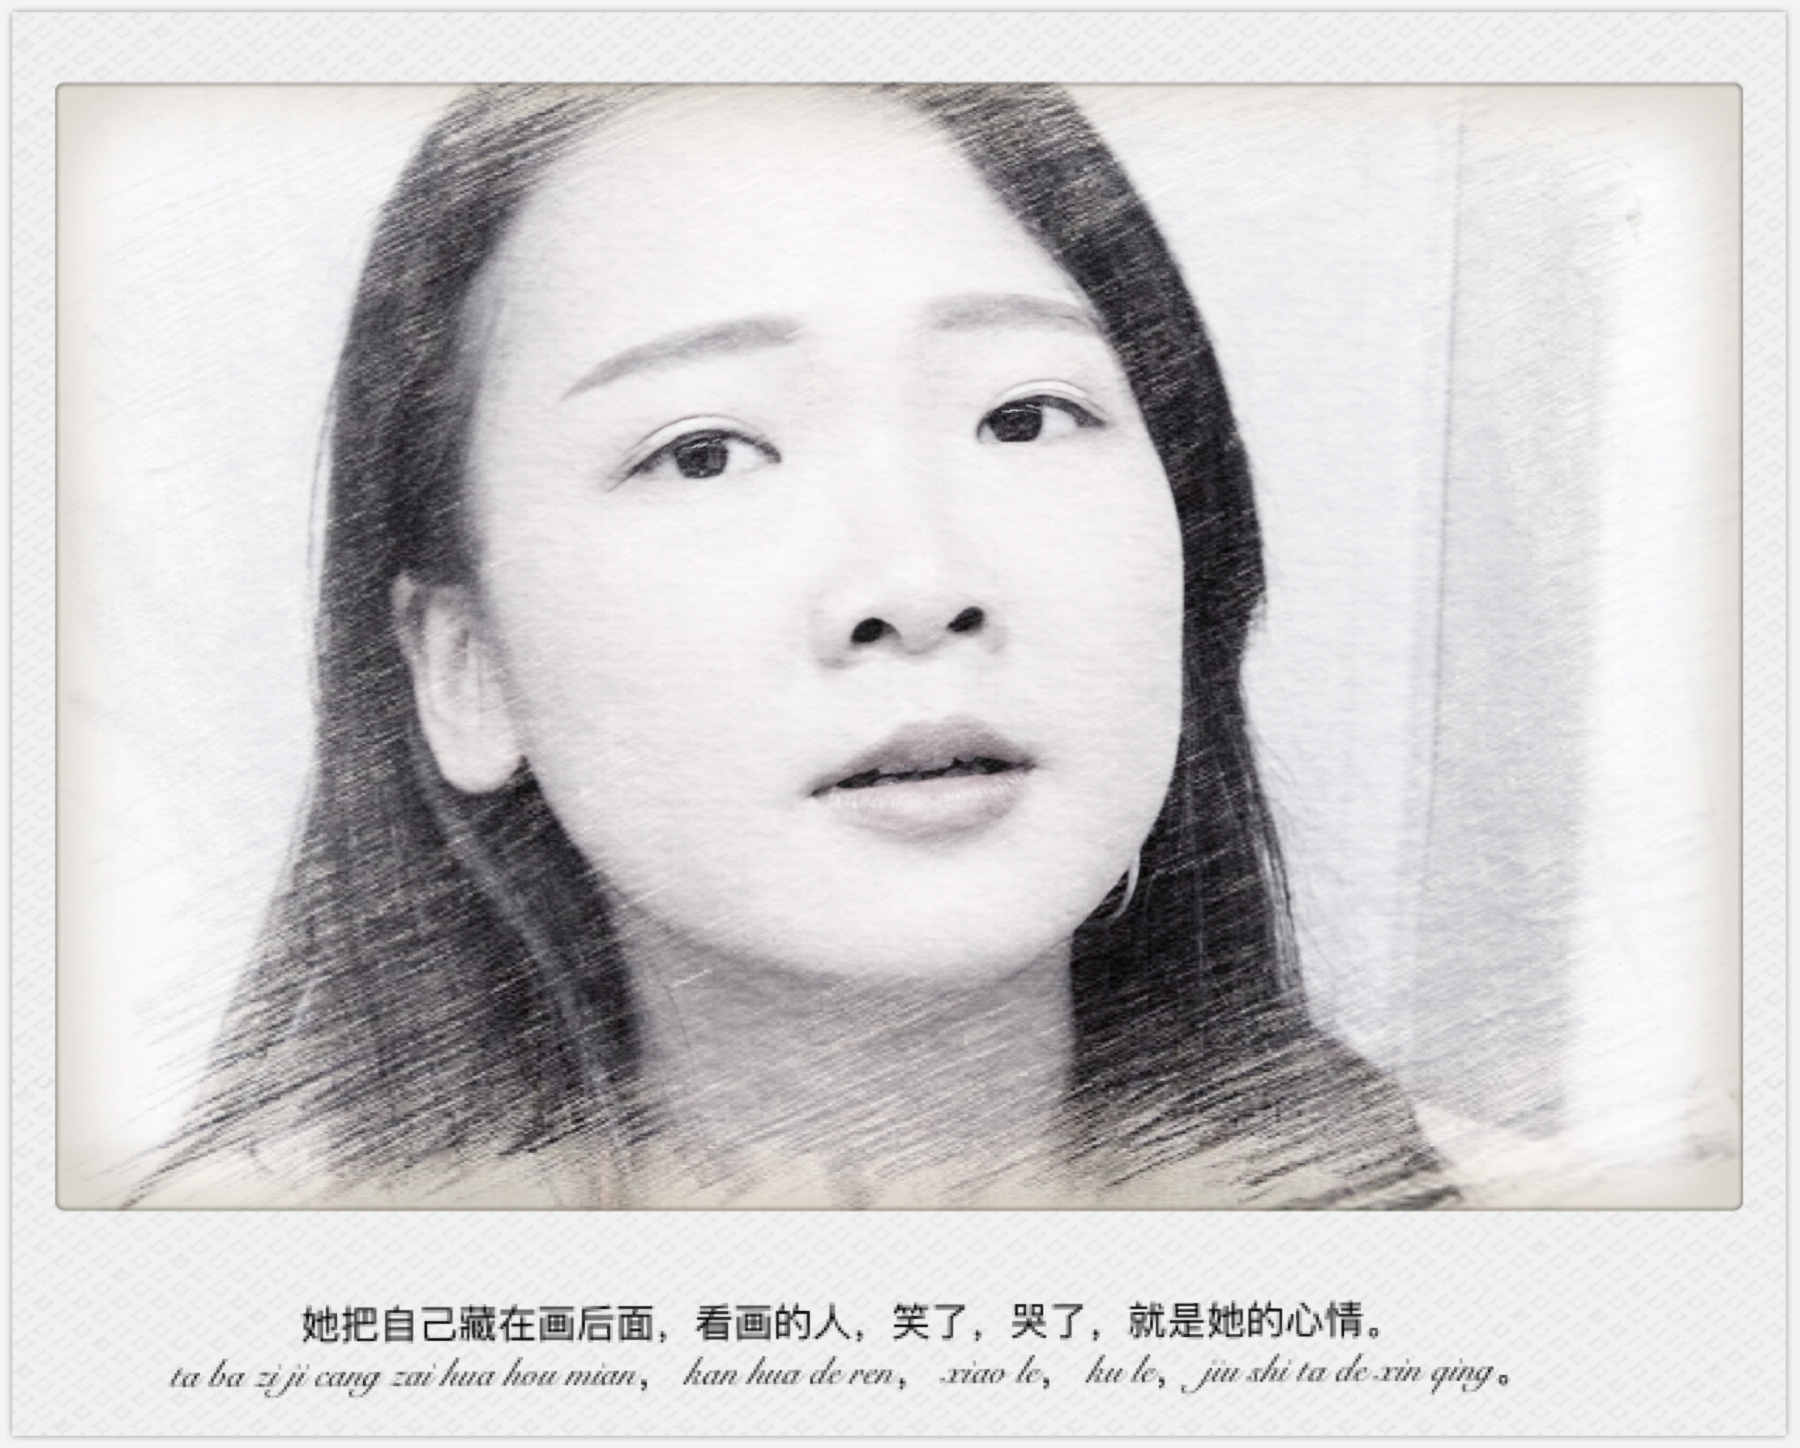 她把自己藏在画后面，看画的人，笑了，哭了，就是她的心情。
ta ba zi ji cang zai hua hou mian， kan hua de ren， xiao le， ku le， jiu shi ta de xin qing。